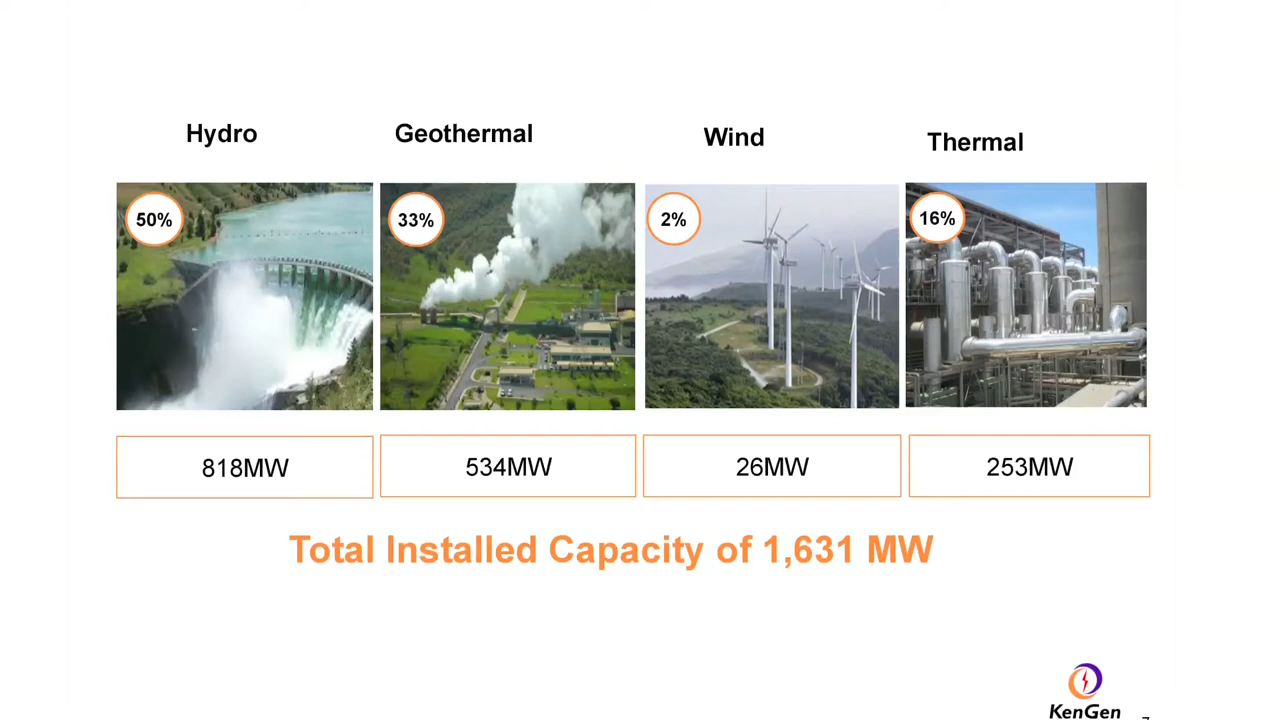 Hydro
Geothermal
Wind
Thermal
50%
33%
2%
16%
818MW
534MW
26MW
253MW
Total Installed Capacity of 1,631 MW
KenGen